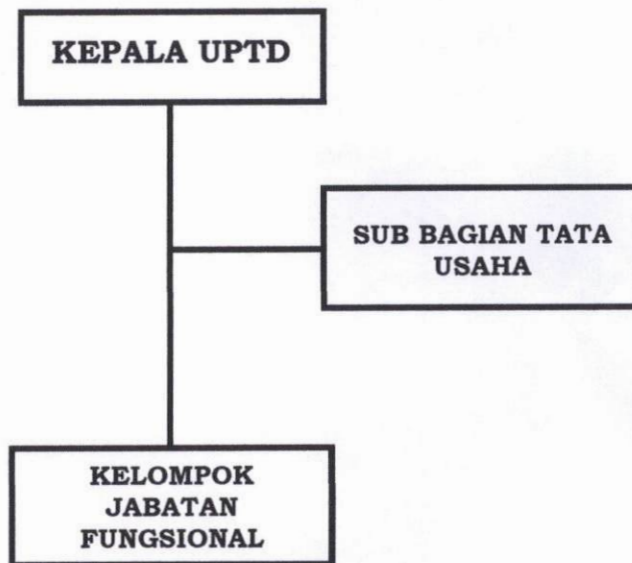 KEPALA UPTD
SUB BAGIAN TATA
USAHA
KELOMPOK
JABATAN
FUNGSIONAL